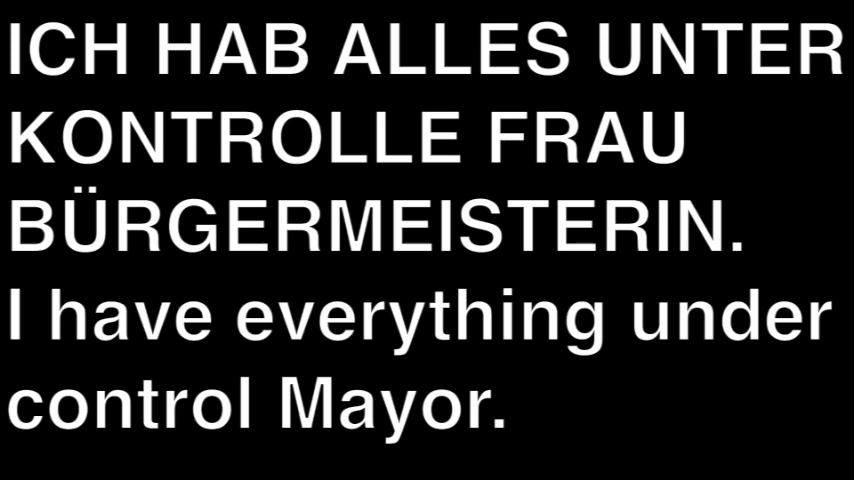 ICH HAB ALLES UNTER
KONTROLLE FRAU
BÜRGERMEISTERIN.
I have everything under
control Mayor.